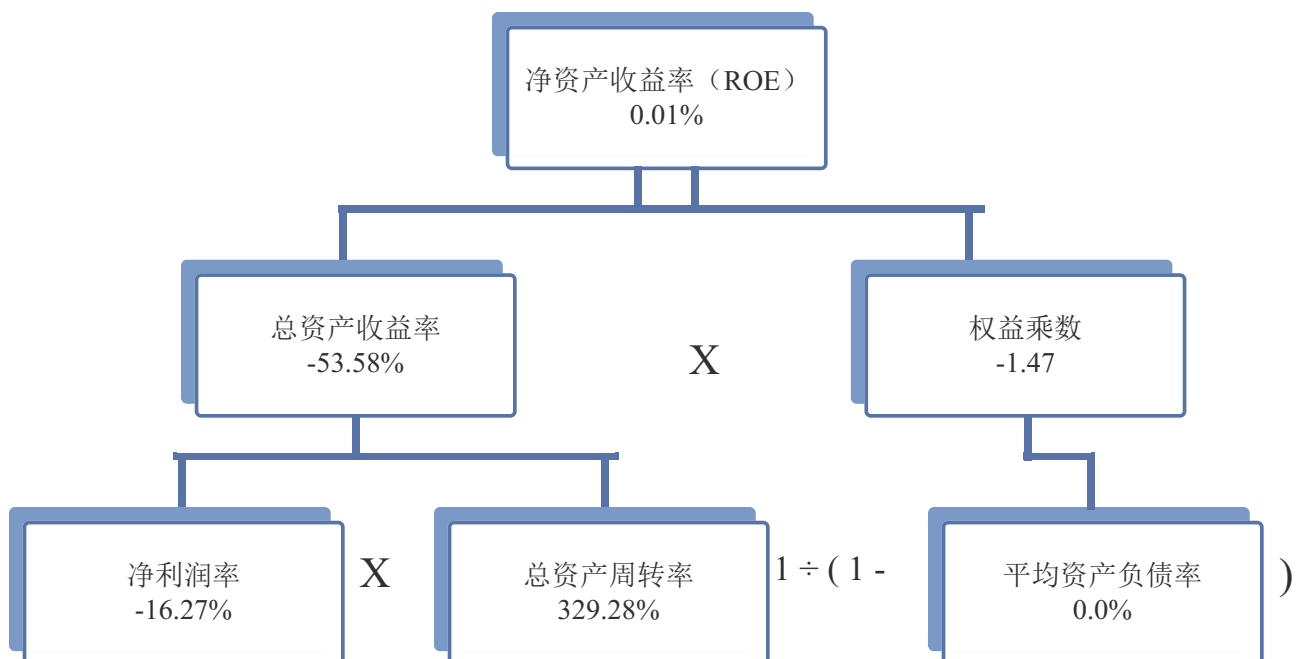 净资产收益率（ROE）
0.01%
总资产收益率
-53.58%
X
权益乘数
-1.47
净利润率
-16.27%
X
总资产周转率
329.28%
1 ÷ ( 1 -
平均资产负债率
0.0%
)